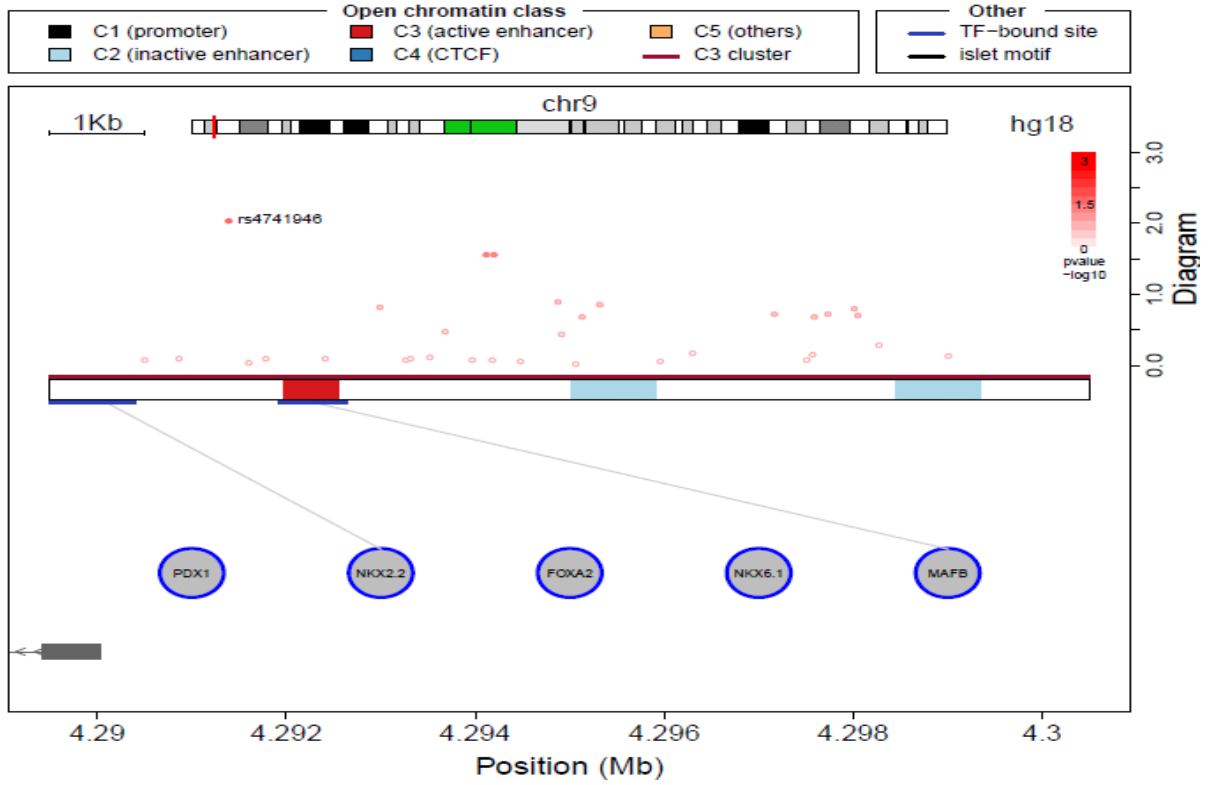 Open chromatin class
Other
C1 (promoter)
C3 (active enhancer)
C5 (others)
TF-bound site
C2 (inactive enhancer)
C4 (CTCF)
C3 cluster
islet motif
chr9
1Kb
hg18
3
1.5
0
pvalue
-log10
3.0
2.0
1.0
0.0
Diagram
rs4741946
PDX1
NKX2.2
FOXA2
NKX6.1
MAFB
4.29
4.292
4.294
4.296
4.298
4.3
Position (Mb)